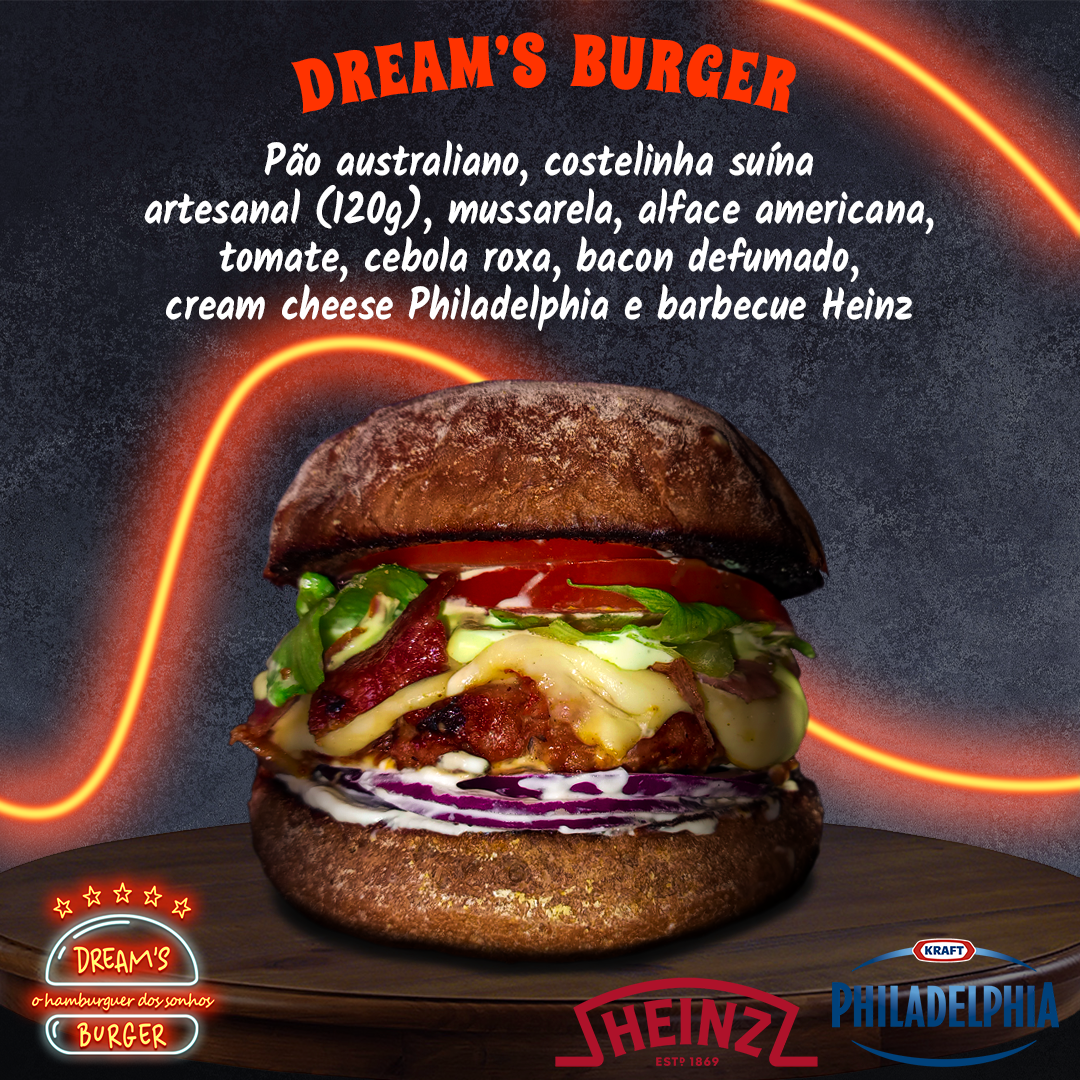 DREAM'S BURGER
Pão australiano, costelinha suína
artesanal (120g), mussarela, alface americana,
tomate, cebola roxa, bacon defumado,
cream cheese Philadelphia e barbecue Heinz
DREAM'S
o hamburguer dos sonhos
BURGER
HEINZ
ESTD 1869
KRAFT
PHILADELPHIA